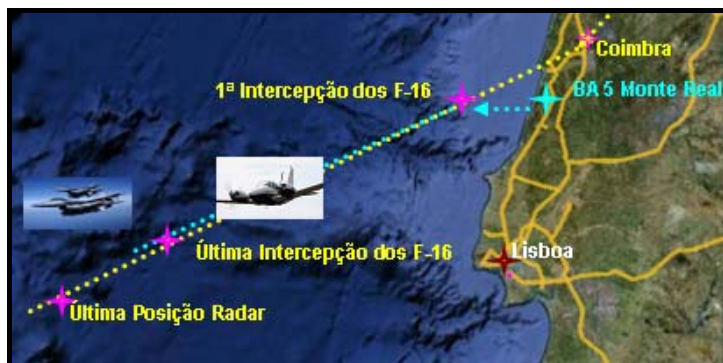 Coimbra
1ª Intercepção dos F-16
BA 5 Monte Real
Última Intercepção dos F-16
Lisboa
Última Posição Radar